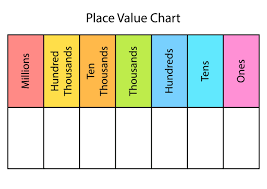 Place Value Chart
Millions
Hundred
Thousands
Ten
Thousands
Thousands
Hundreds
Tens
Ones